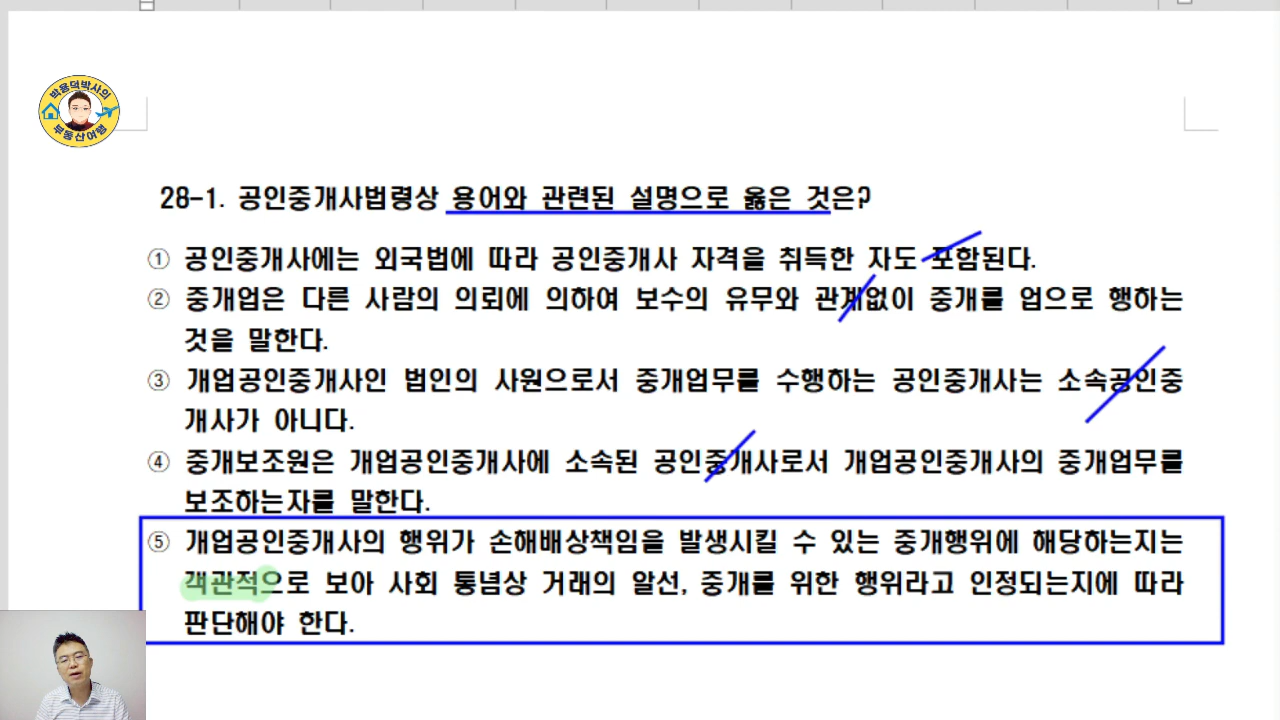 박용덕박사의
부동산여행
28-1. 공인중개사법령상 용어와 관련된 설명으로 옳은 것은?
① 공인중개사에는 외국법에 따라 공인중개사 자격을 취득한 자도 포함된다.
② 중개업은 다른 사람의 의뢰에 의하여 보수의 유무와 관계없이 중개를 업으로 행하는
것을 말한다.
③ 개업공인중개사인 법인의 사원으로서 중개업무를 수행하는 공인중개사는 소속공인중
개사가 아니다.
④ 중개보조원은 개업공인중개사에 소속된 공인중개사로서 개업공인중개사의 중개업무를
보조하는자를 말한다.
⑤ 개업공인중개사의 행위가 손해배상책임을 발생시킬 수 있는 중개행위에 해당하는지는
객관적으로 보아 사회 통념상 거래의 알선, 중개를 위한 행위라고 인정되는지에 따라
판단해야 한다.